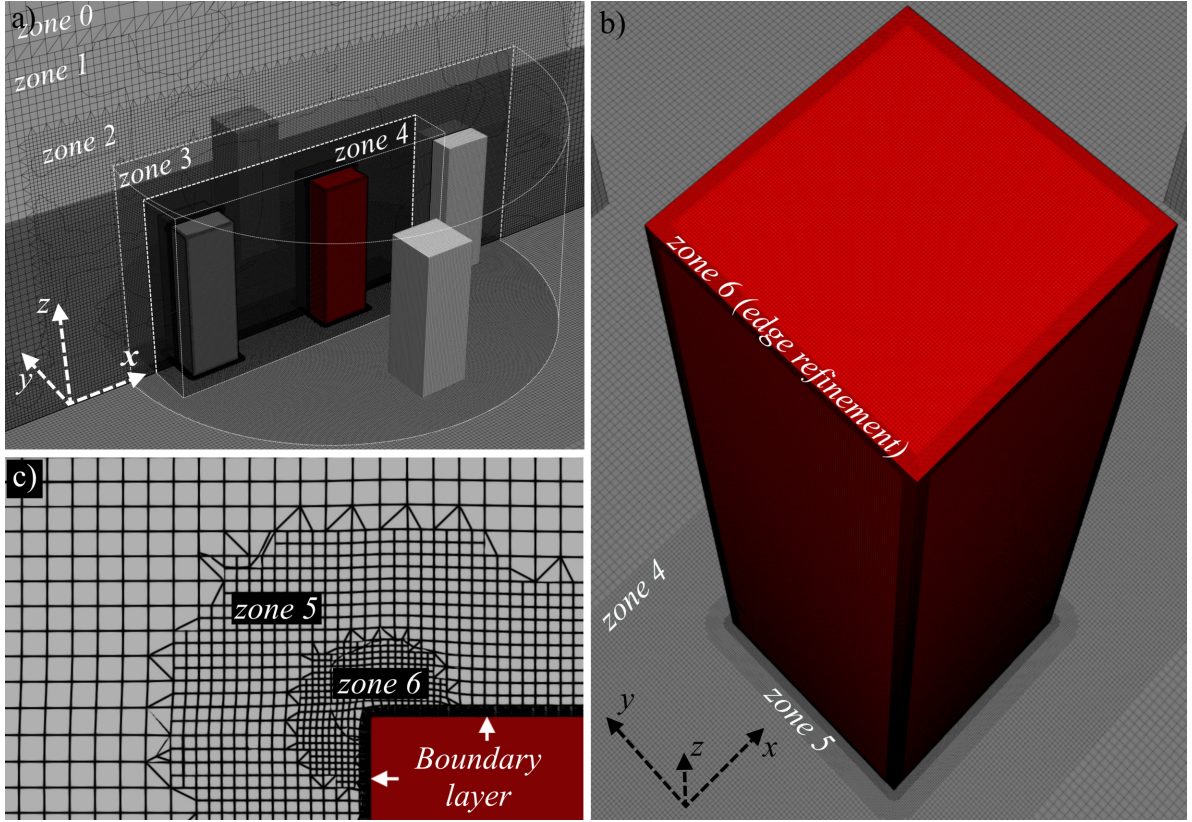 a)
zone 0
zone 1
zone 2
zone 3
zone 4
z
y
x
b)
zone 6 (edge refinement)
zone 4
zone 5
y
z
x
c)
zone 5
zone 6
Boundary
layer